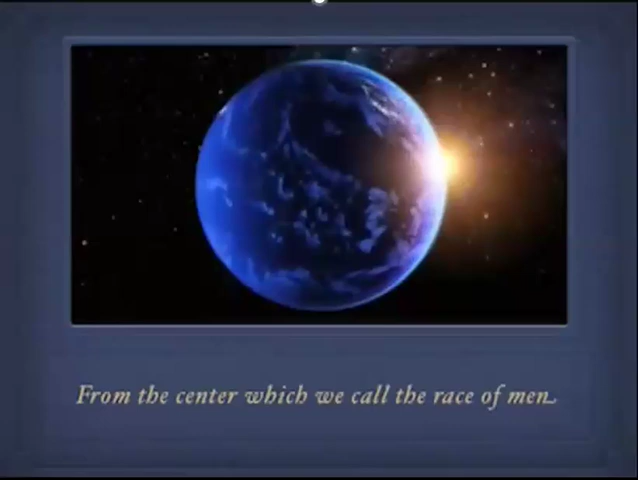 From the center which we call the race of men